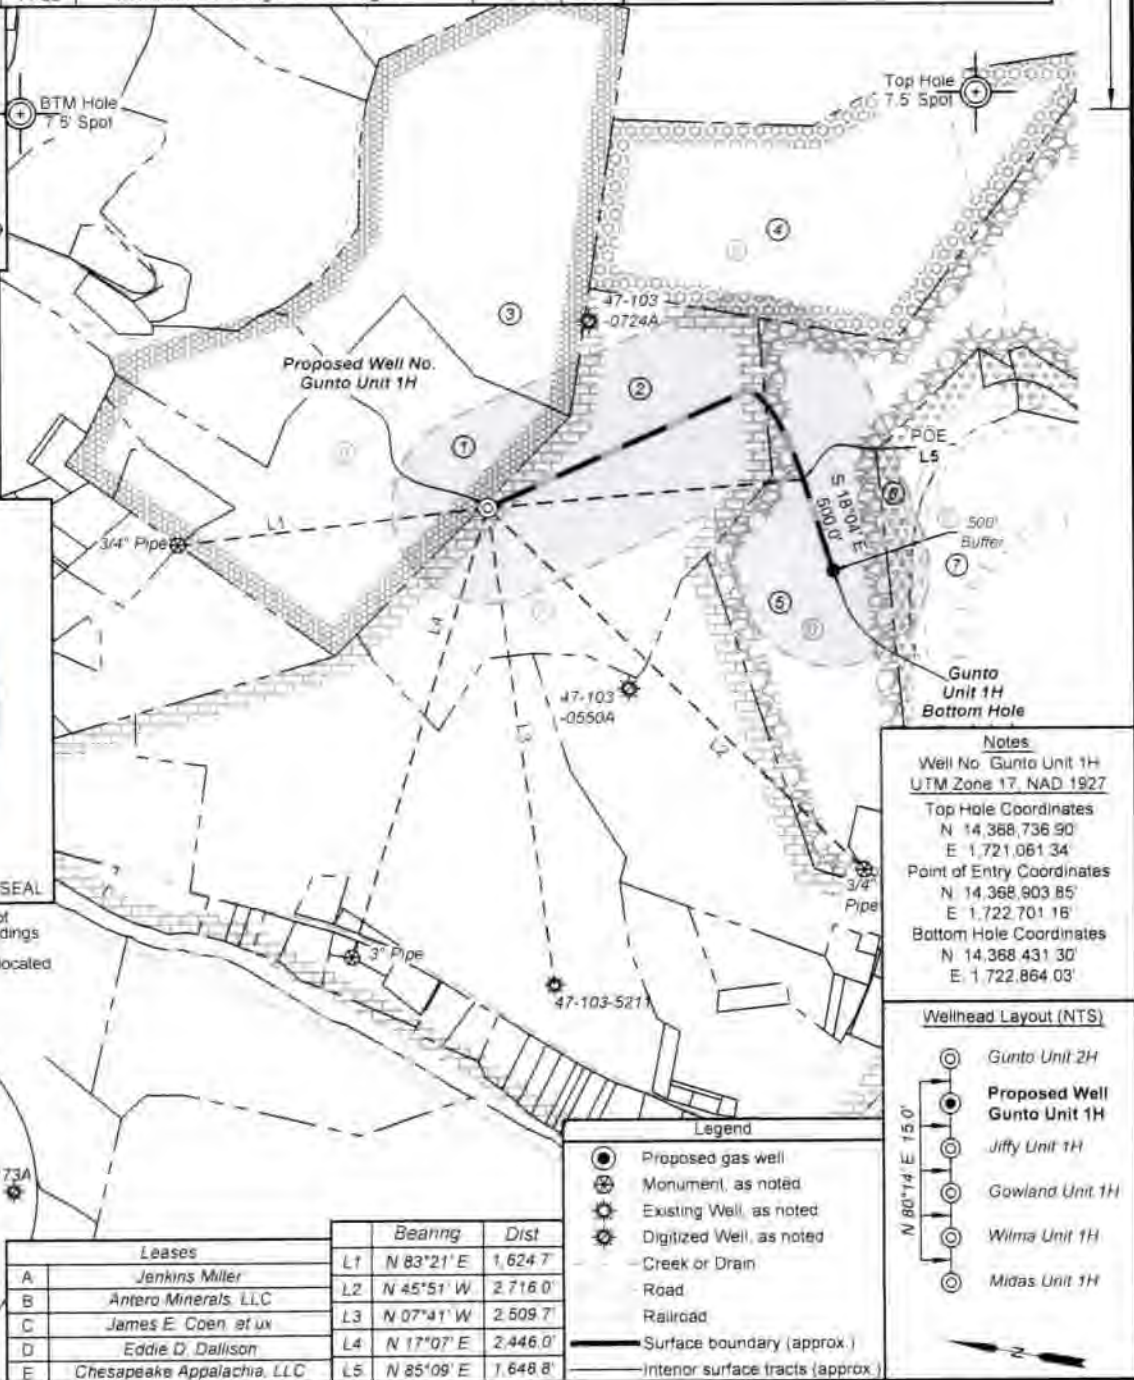 BTM Hole
7.5' Spot
Top Hole
7.5' Spot
4
3
47-103
-0724A
Proposed Well No.
Gunto Unit 1H
2
1
POE
L5
6
S 18°04' E
500.0'
500'
Buffer
L1
3/4" Pipe
7
5
L4
Gunto
Unit 1H
Bottom Hole
47-103
-0550A
L3
L2
3/4"
Pipe
SEAL
dings
located
3" Pipe
47-103-5211
73A
Notes
Well No. Gunto Unit 1H
UTM Zone 17, NAD 1927
Top Hole Coordinates
N: 14,368,736.90'
E: 1,721,061.34'
Point of Entry Coordinates
N: 14,368,903.85'
E: 1,722,701.16'
Bottom Hole Coordinates
N: 14,368,431.30'
E: 1,722,864.03'
Wellhead Layout (NTS)
Gunto Unit 2H
Proposed Well
Gunto Unit 1H
Jiffy Unit 1H
Gowland Unit 1H
Wilma Unit 1H
Midas Unit 1H
N 80°14' E 15.0'
Legend
Proposed gas well
Monument, as noted
Existing Well, as noted
Digitized Well, as noted
Creek or Drain
Road
Railroad
Surface boundary (approx.)
Interior surface tracts (approx.)
Leases
A Jenkins Miller
B Antero Minerals, LLC
C James E. Coen, et ux
D Eddie D. Dallison
E Chesapeake Appalachia, LLC
Bearing Dist
L1 N 83°21' E 1,624.7'
L2 N 45°51' W 2,716.0'
L3 N 07°41' W 2,509.7'
L4 N 17°07' E 2,446.0'
L5 N 85°09' E 1,648.8'